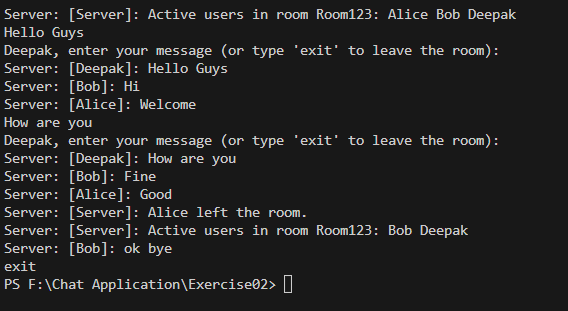 Server: [Server]: Active users in room Room123: Alice Bob Deepak
Hello Guys
Deepak, enter your message (or type 'exit' to leave the room):
Server: [Deepak]: Hello Guys
Server: [Bob]: Hi
Server: [Alice]: Welcome
How are you
Deepak, enter your message (or type 'exit' to leave the room):
Server: [Deepak]: How are you
Server: [Bob]: Fine
Server: [Alice]: Good
Server: [Server]: Alice left the room.
Server: [Server]: Active users in room Room123: Bob Deepak
Server: [Bob]: ok bye
exit
PS F:\Chat Application\Exercise02>